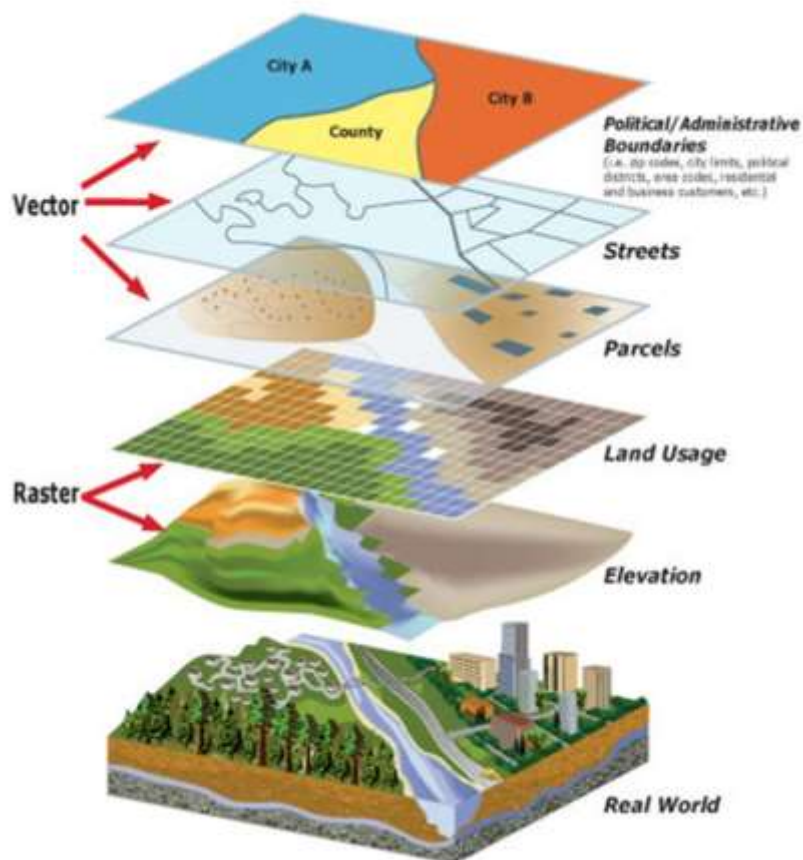 City A
City B
County
Political/Administrative
Boundaries
(i.e. zip codes, city limits, political
districts, area codes, residential
and business customers, etc.)
Vector
Streets
Parcels
Land Usage
Raster
Elevation
Real World